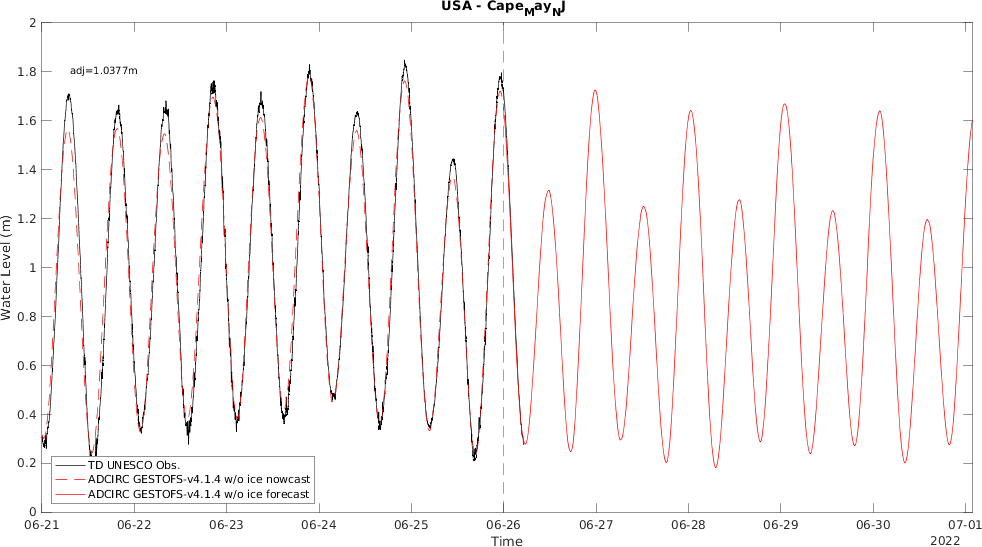 USA - CapeMayNJ
adj=1.0377m
2
1.8
1.6
1.4
1.2
1
0.8
0.6
0.4
0.2
0
Water Level (m)
TD UNESCO Obs.
ADCIRC GESTOFS-v4.1.4 w/o ice nowcast
ADCIRC GESTOFS-v4.1.4 w/o ice forecast
06-21 06-22 06-23 06-24 06-25 06-26 06-27 06-28 06-29 06-30 07-01
Time
2022